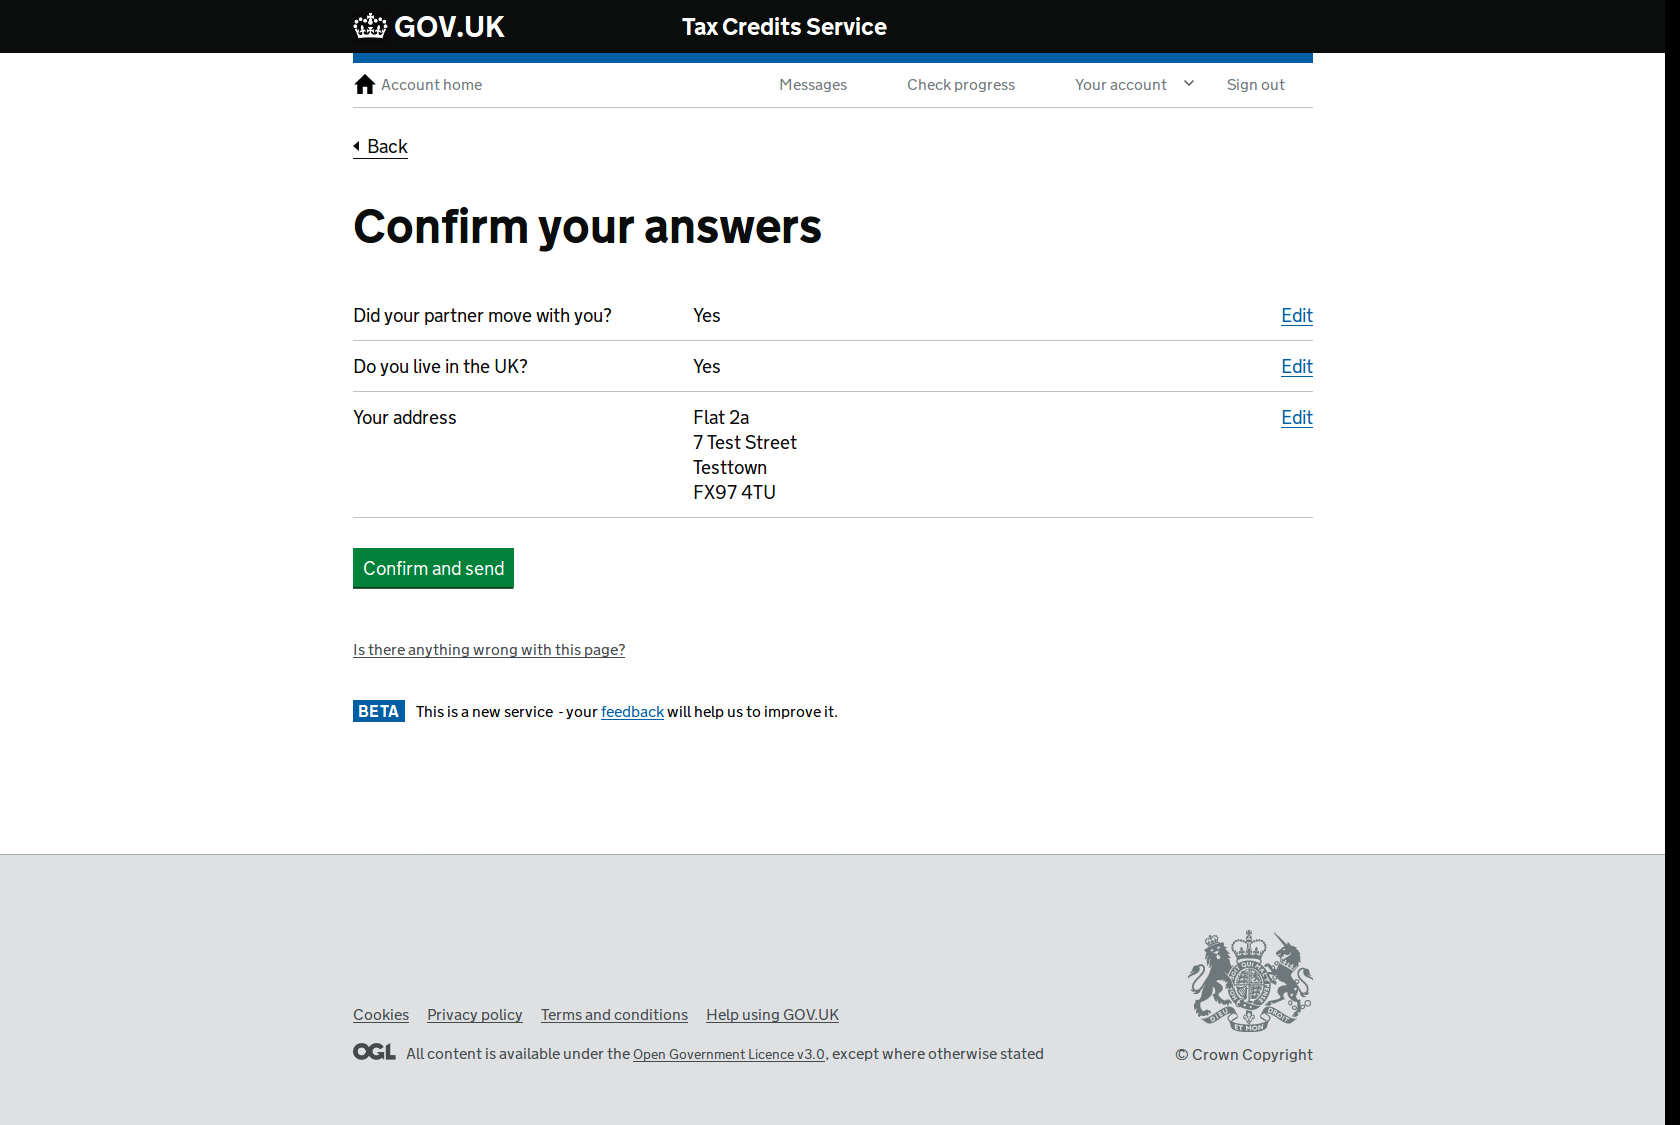 GOV.UK Tax Credits Service
Account home Messages Check progress Your account Sign out
Back
Confirm your answers
Did your partner move with you? Yes Edit
Do you live in the UK? Yes Edit
Your address Flat 2a Edit
7 Test Street
Testtown
FX97 4TU
Confirm and send
Is there anything wrong with this page?
BETA This is a new service - your feedback will help us to improve it.
Cookies Privacy policy Terms and conditions Help using GOV.UK
OGL All content is available under the Open Government Licence v3.0, except where otherwise stated
© Crown Copyright